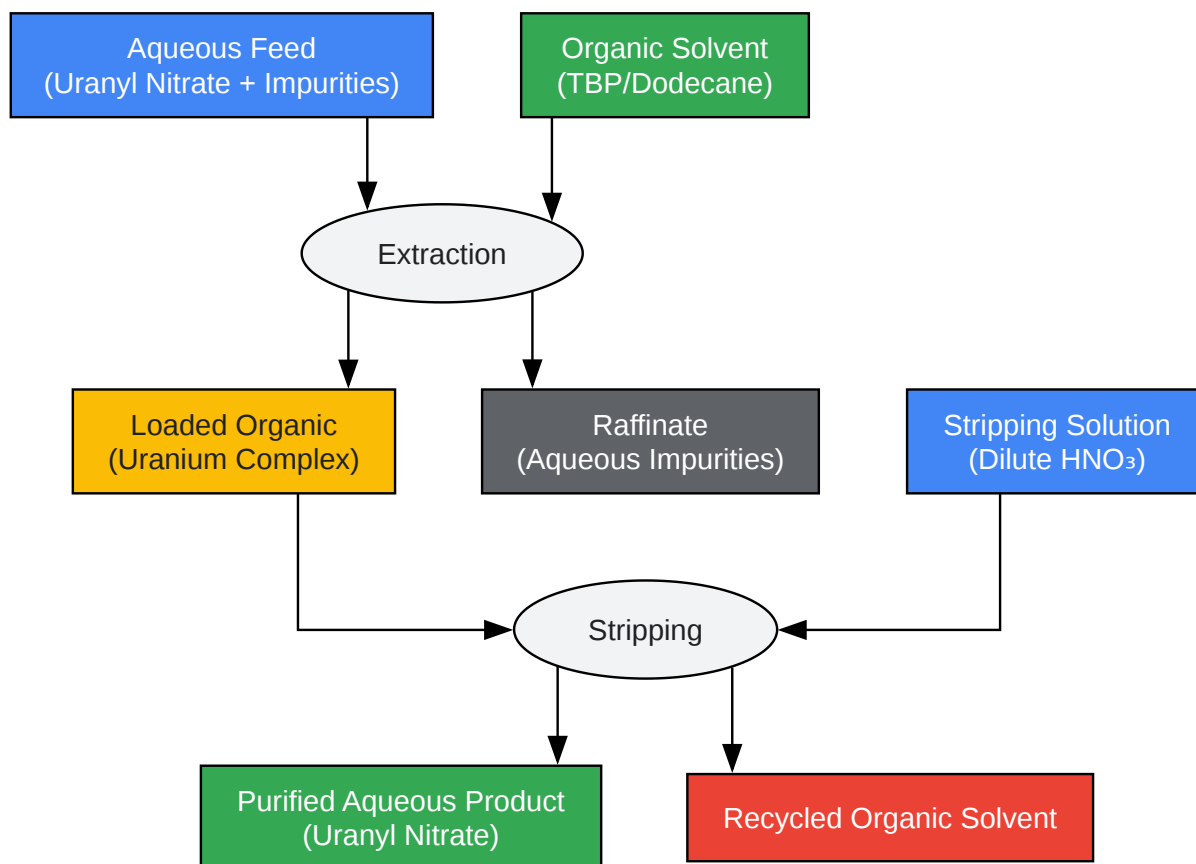 Aqueous Feed
(Uranyl Nitrate + Impurities)
Organic Solvent
(TBP/Dodecane)
Extraction
Loaded Organic
(Uranium Complex)
Raffinate
(Aqueous Impurities)
Stripping Solution
(Dilute HNO₃)
Stripping
Purified Aqueous Product
(Uranyl Nitrate)
Recycled Organic Solvent